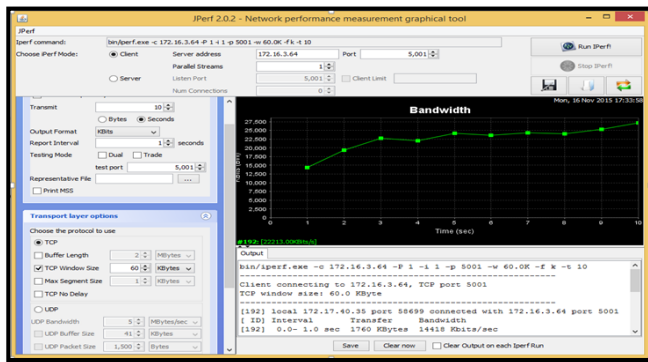 JPerf 2.0.2 - Network performance measurement graphical tool
JPerf
Iperf command: bin/iperf.exe -c 172.16.3.64 -P 1 -i 1 -p 5001 -w 60.0K -f k -t 10
Choose iPerf Mode: Client Server address 172.16.3.64 Port 5,001
Parallel Streams 1
Server Listen Port 5,001 Client Limit
Num Connections 0
Run IPerf!
Stop IPerf!
Transmit 10
Bytes Seconds
Output Format KBits
Report Interval 1 seconds
Testing Mode Dual Trade
test port 5,001
Representative File ...
Print MSS
Transport layer options
Choose the protocol to use
TCP
Buffer Length 2 MBytes
TCP Window Size 60 KBytes
Max Segment Size 1 KBytes
TCP No Delay
UDP
UDP Bandwidth 5 MBytes/sec
UDP Buffer Size 41 KBytes
UDP Packet Size 1,500 Bytes
Mon, 16 Nov 2015 17:33:58
Bandwidth
27,500
25,000
22,500
20,000
17,500
15,000
12,500
10,000
7,500
5,000
2,500
0
0 1 2 3 4 5 6 7 8 9 10
Time (sec)
#192: [22213.00KBits/s]
Output
bin/iperf.exe -c 172.16.3.64 -P 1 -i 1 -p 5001 -w 60.0K -f k -t 10
Client connecting to 172.16.3.64, TCP port 5001
TCP window size: 60.0 KByte
[192] local 172.17.40.35 port 58699 connected with 172.16.3.64 port 5001
[ ID] Interval Transfer Bandwidth
[192] 0.0- 1.0 sec 1760 KBytes 14418 Kbits/sec
Save Clear now Clear Output on each Iperf Run